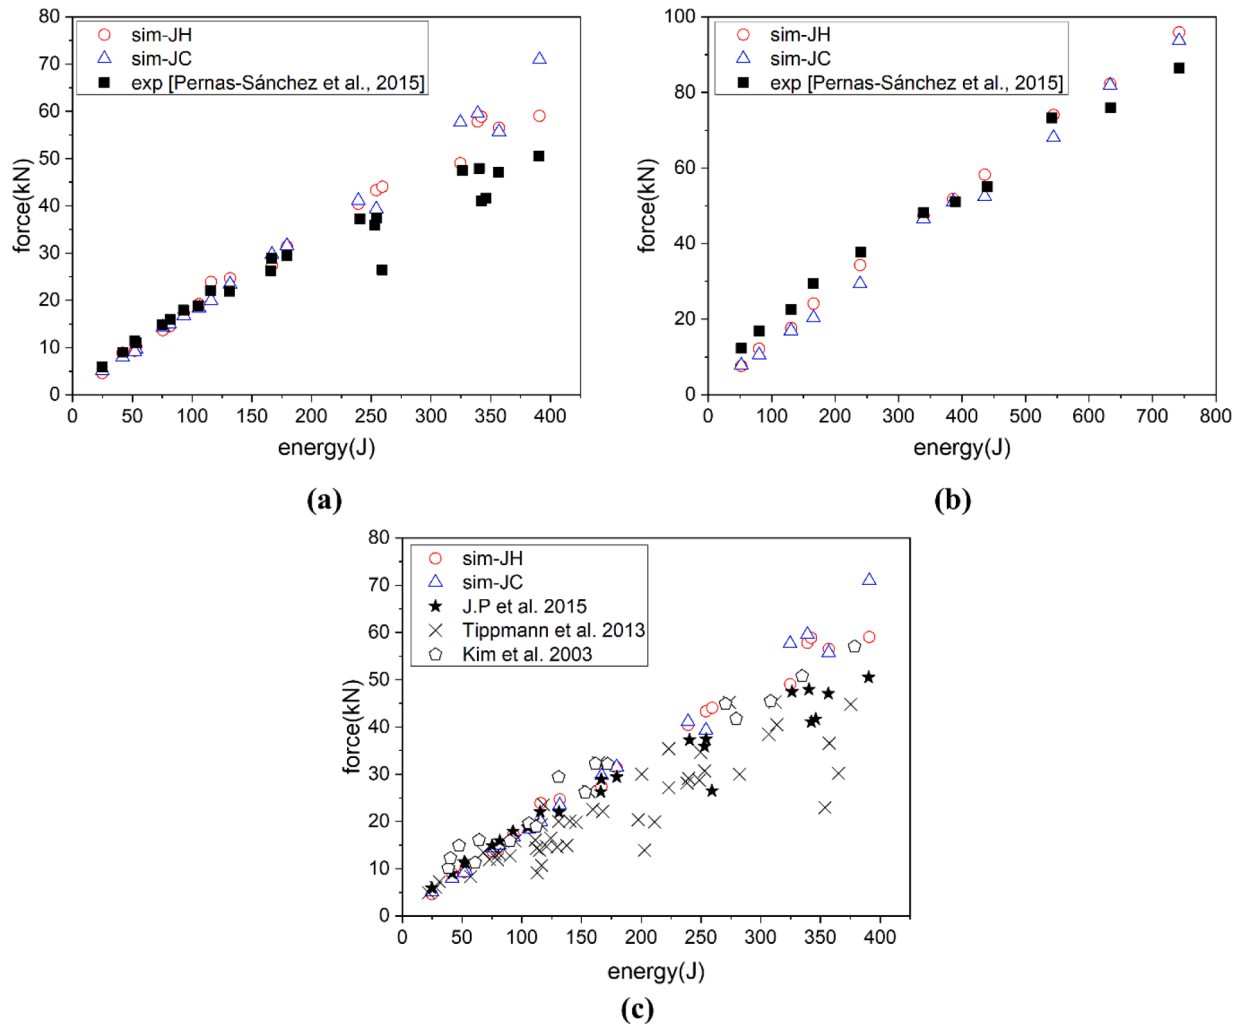 80
70
60
50
40
30
20
10
0
force(kN)
sim-JH
sim-JC
exp [Pernas-Sánchez et al., 2015]
0 50 100 150 200 250 300 350 400
energy(J)
(a)
100
80
60
40
20
0
force(kN)
sim-JH
sim-JC
exp [Pernas-Sánchez et al., 2015]
0 100 200 300 400 500 600 700 800
energy(J)
(b)
80
70
60
50
40
30
20
10
0
force(kN)
sim-JH
sim-JC
J.P et al. 2015
Tippmann et al. 2013
Kim et al. 2003
0 50 100 150 200 250 300 350 400
energy(J)
(c)